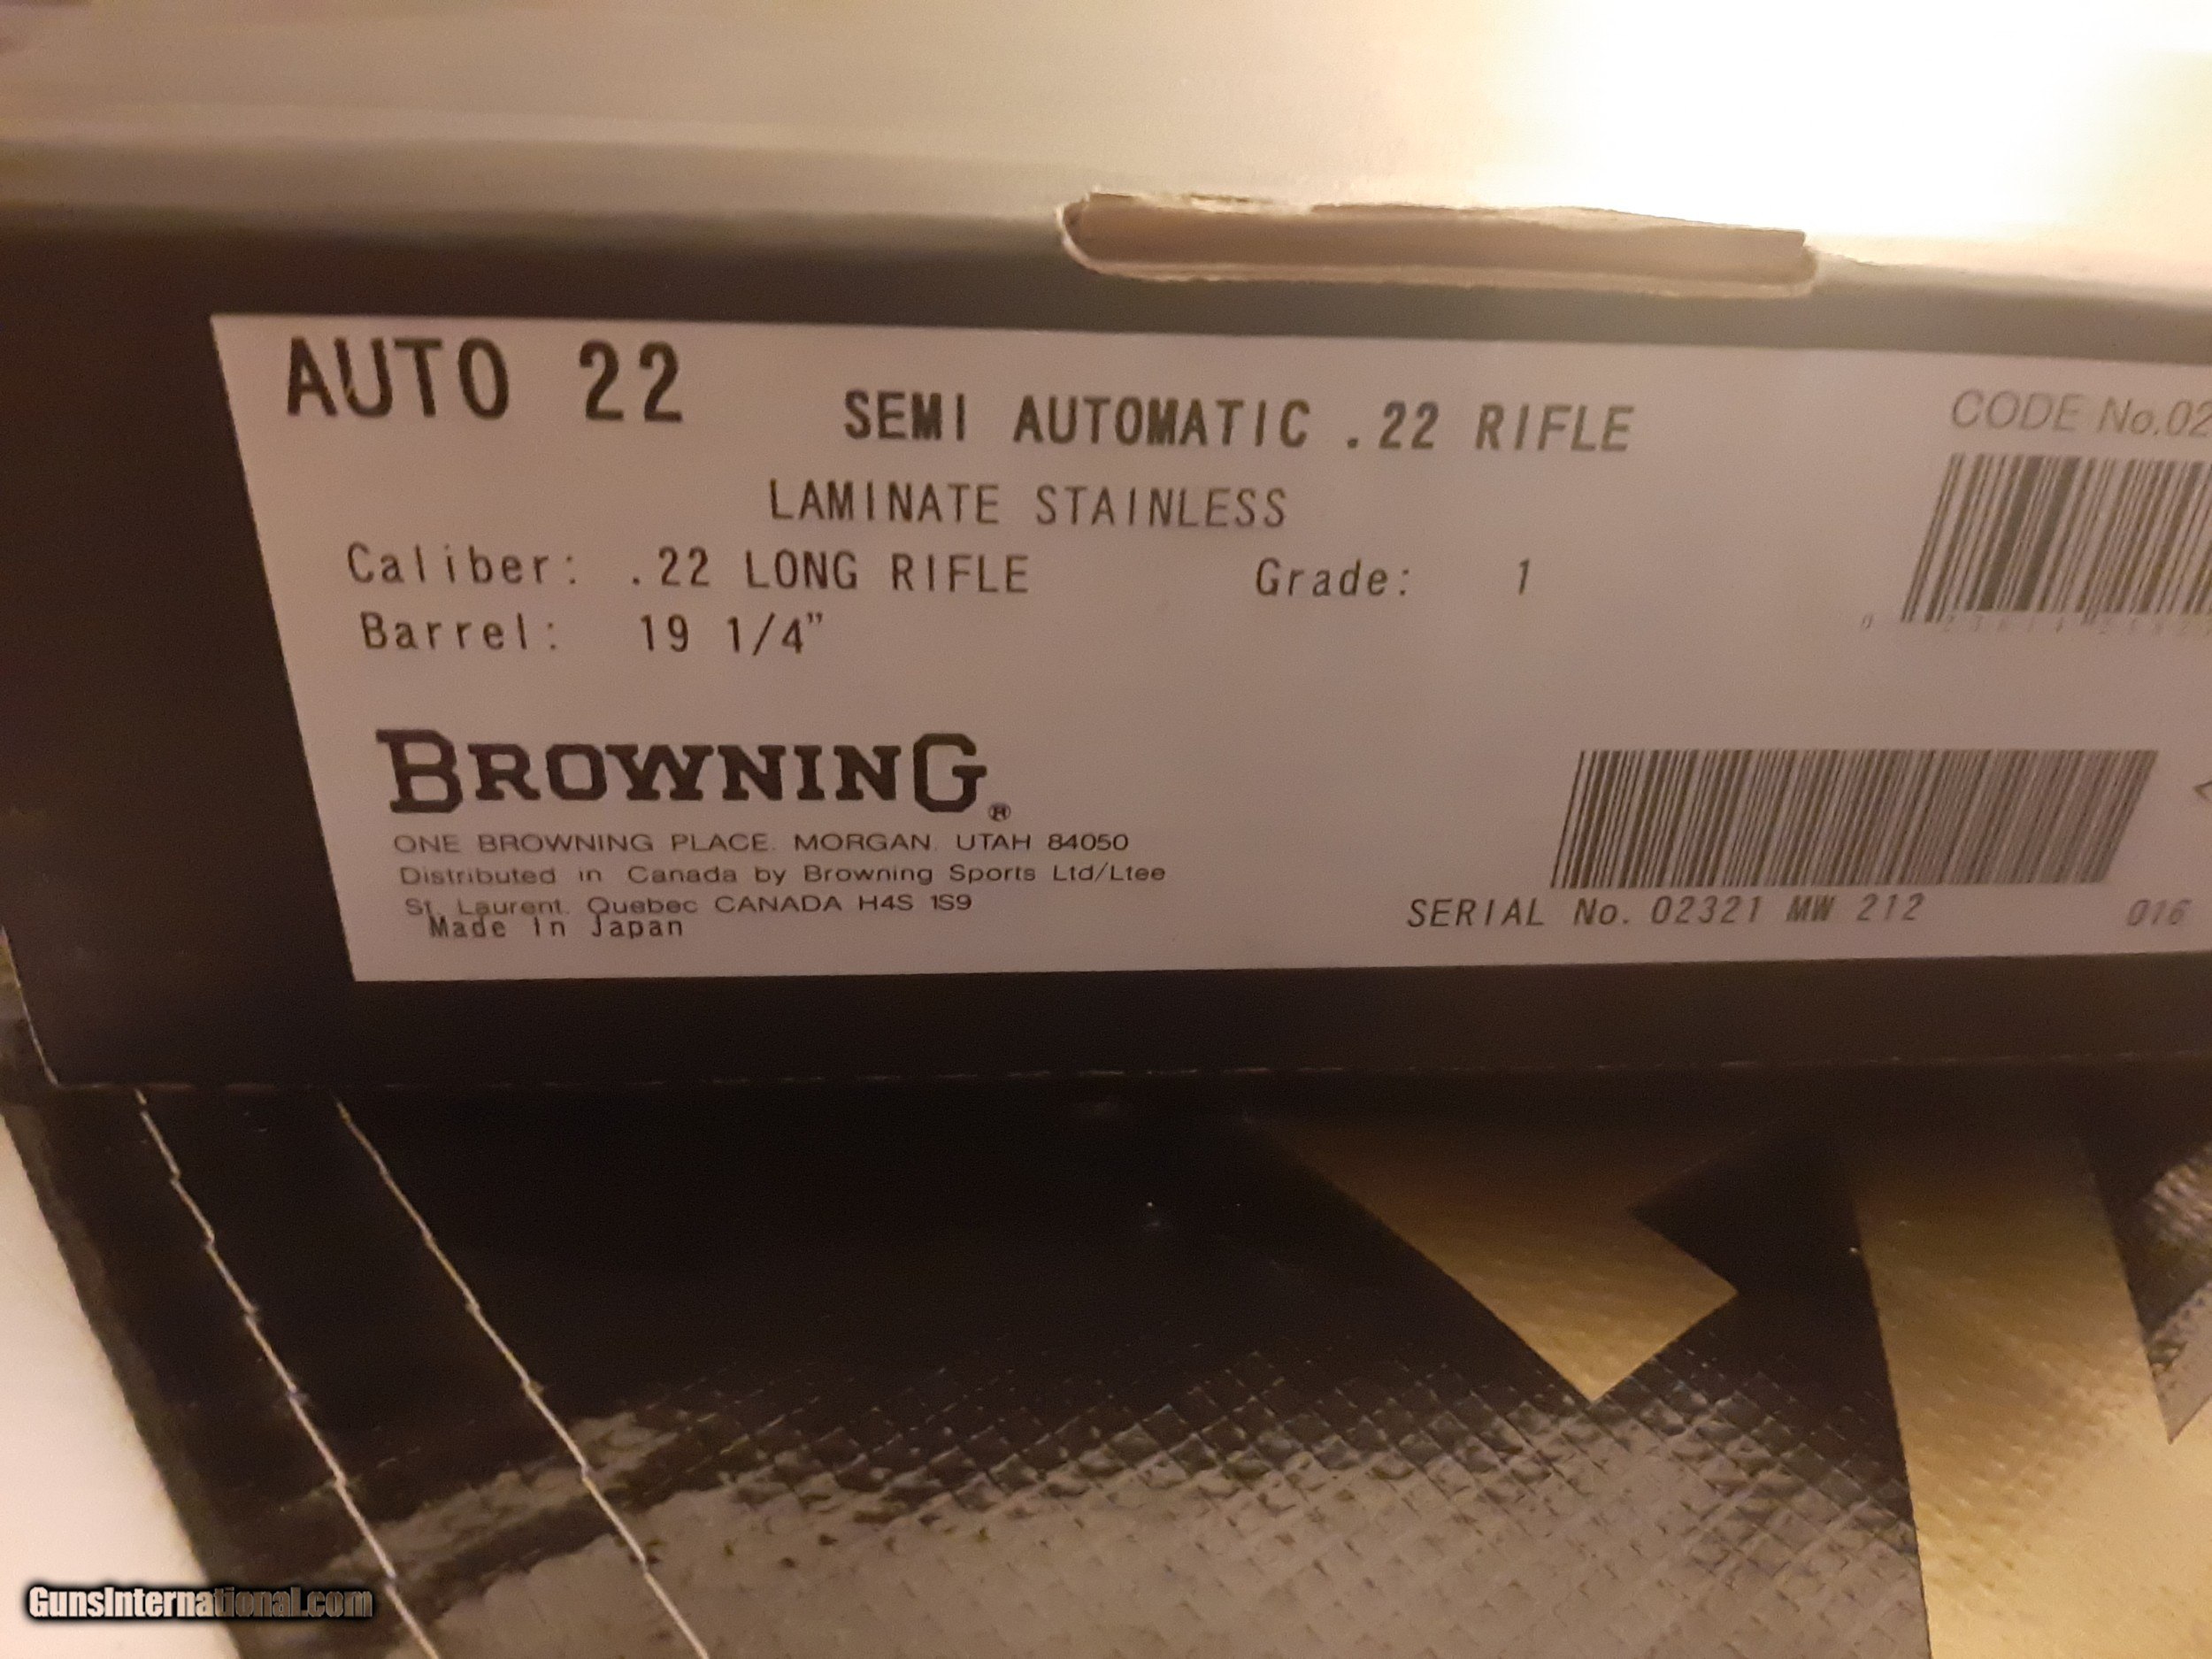 AUTO 22
SEMI AUTOMATIC .22 RIFLE
CODE No.02
LAMINATE STAINLESS
Caliber: .22 LONG RIFLE Grade: 1
Barrel: 19 1/4"
BROWNING®
ONE BROWNING PLACE. MORGAN. UTAH 84050
Distributed in Canada by Browning Sports Ltd/Ltee
St. Laurent. Quebec CANADA H4S 1S9
Made in Japan
SERIAL No. 02321 MW 212 016
GunsInternational.com